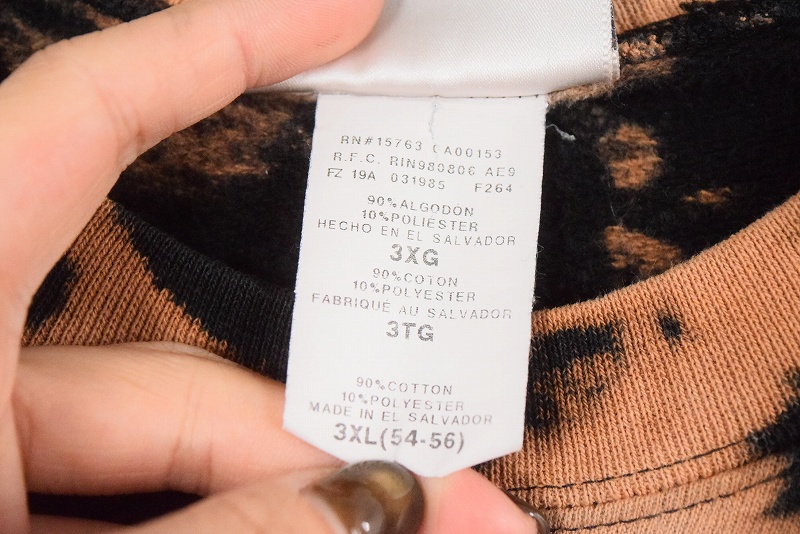 RN#15763 CA00153
R.F.C. RIN980806 AE9
FZ 19A 031985 F264
90%ALGODÓN
10%POLIESTER
HECHO EN EL SALVADOR
3XG
90%COTON
10%POLYESTER
FABRIQUÉ AU SALVADOR
3TG
90%COTTON
10%POLYESTER
MADE IN EL SALVADOR
3XL(54-56)